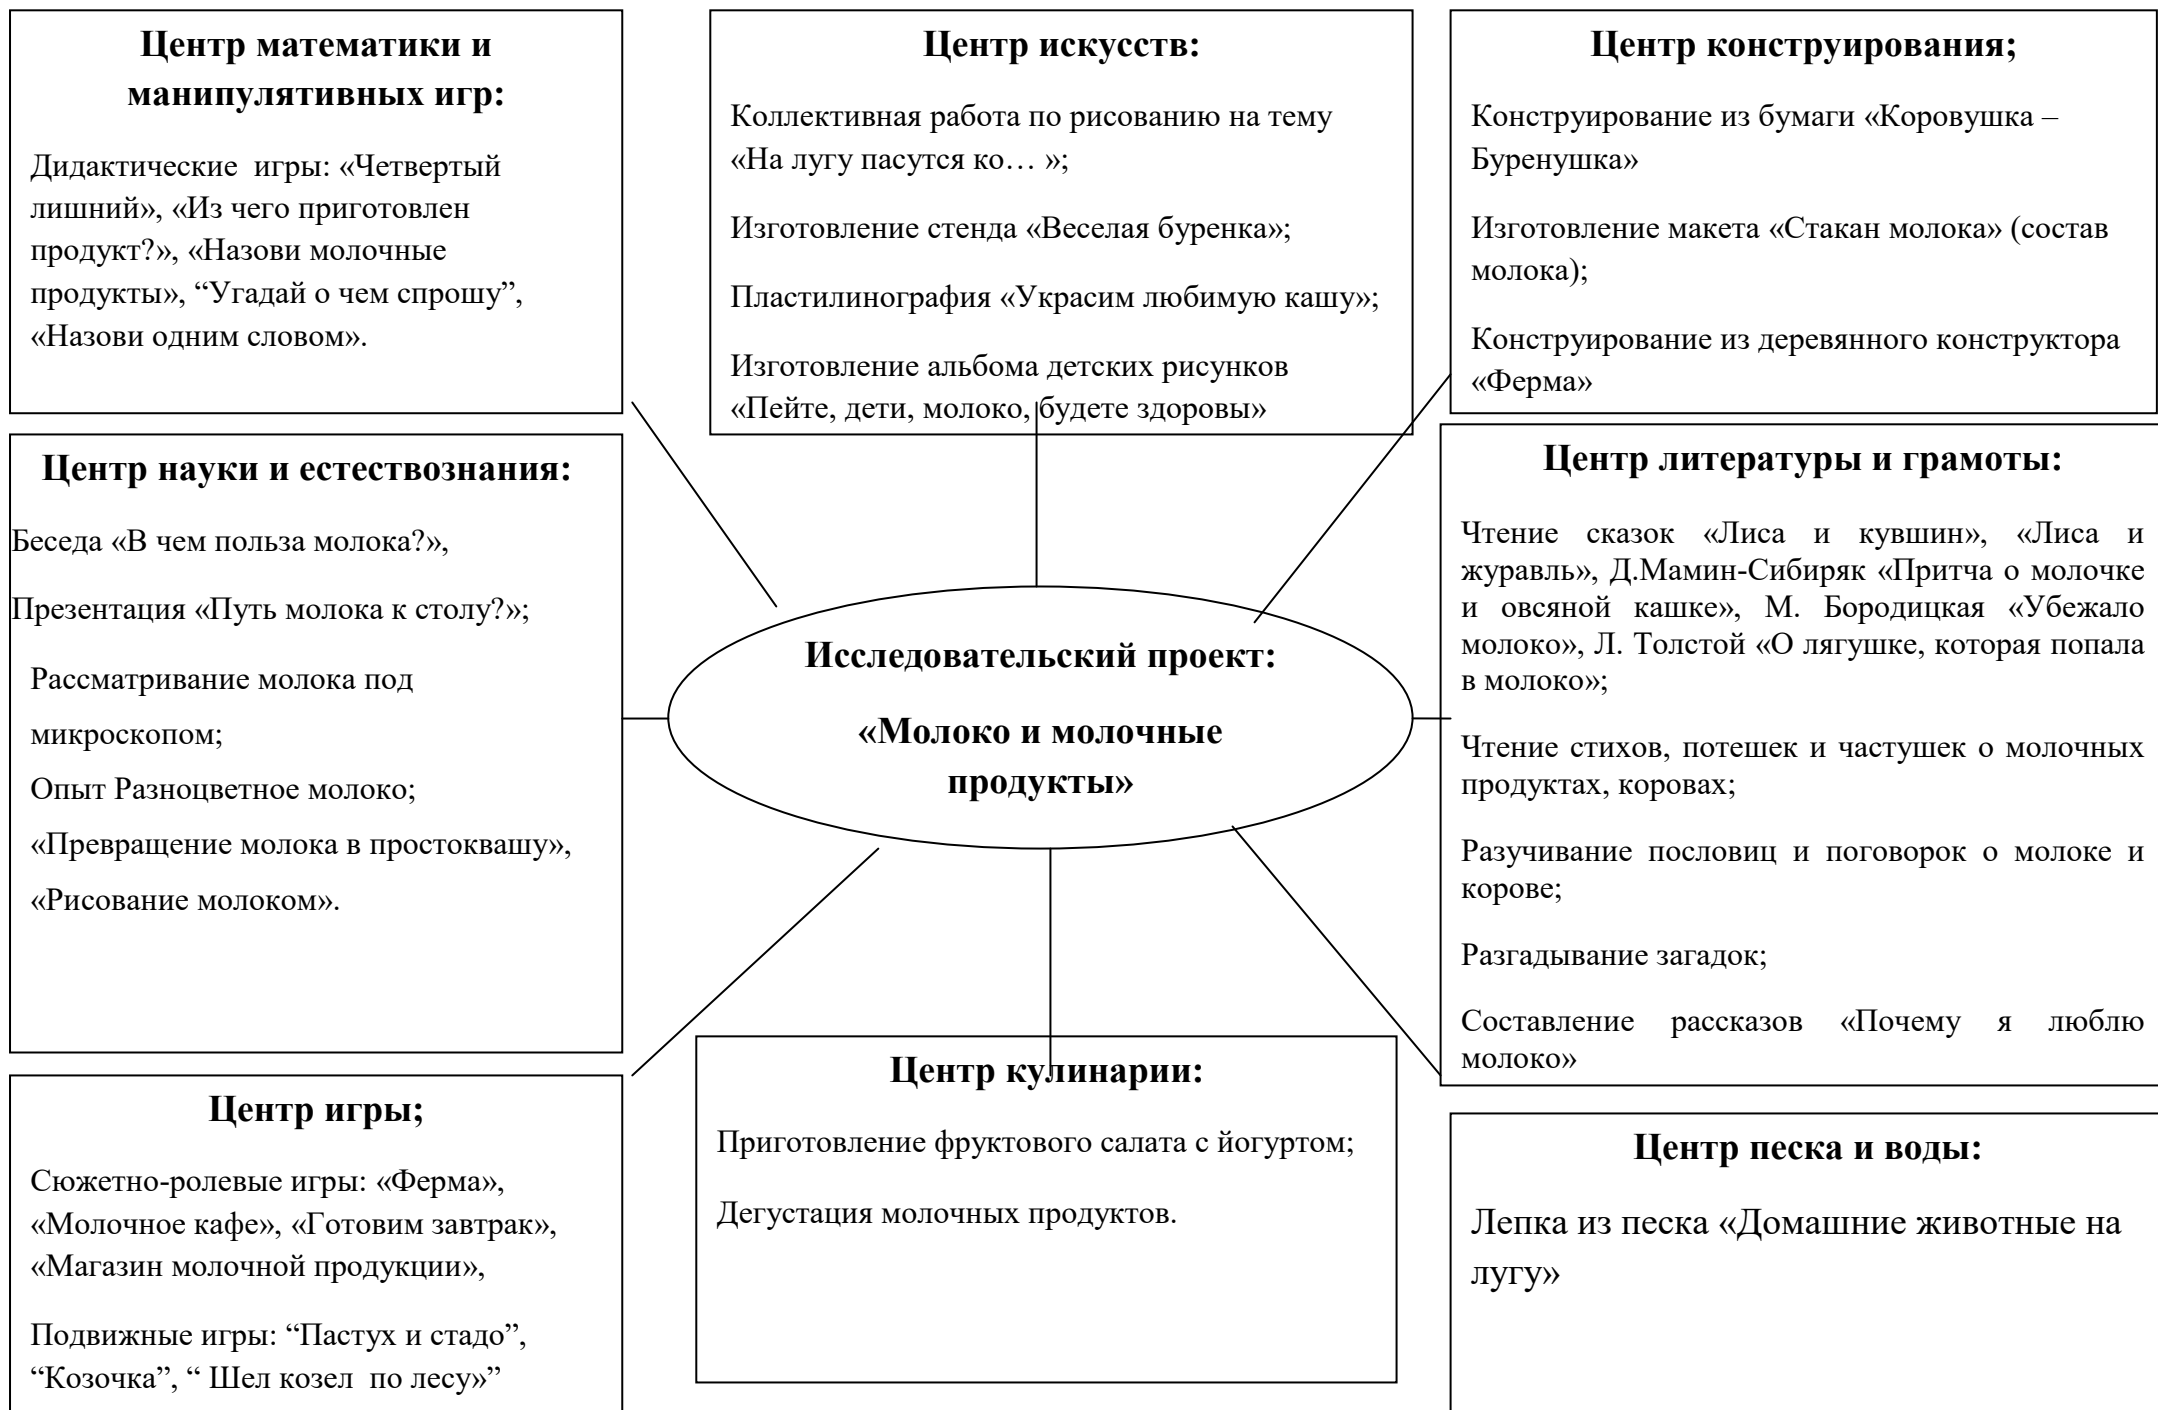 Центр математики и
манипулятивных игр:
Дидактические игры: «Четвертый
лишний», «Из чего приготовлен
продукт?», «Назови молочные
продукты», “Угадай о чем спрошу”,
«Назови одним словом».
Центр искусств:
Коллективная работа по рисованию на тему
«На лугу пасутся ко… »;
Изготовление стенда «Веселая буренка»;
Пластилинография «Украсим любимую кашу»;
Изготовление альбома детских рисунков
«Пейте, дети, молоко, будете здоровы»
Центр конструирования;
Конструирование из бумаги «Коровушка –
Буренушка»
Изготовление макета «Стакан молока» (состав
молока);
Конструирование из деревянного конструктора
«Ферма»
Центр науки и естествознания:
Беседа «В чем польза молока?»,
Презентация «Путь молока к столу?»;
Рассматривание молока под
микроскопом;
Опыт Разноцветное молоко;
«Превращение молока в простоквашу»,
«Рисование молоком».
Исследовательский проект:
«Молоко и молочные
продукты»
Центр литературы и грамоты:
Чтение сказок «Лиса и кувшин», «Лиса и
журавль», Д.Мамин-Сибиряк «Притча о молочке
и овсяной кашке», М. Бородицкая «Убежало
молоко», Л. Толстой «О лягушке, которая попала
в молоко»;
Чтение стихов, потешек и частушек о молочных
продуктах, коровах;
Разучивание пословиц и поговорок о молоке и
корове;
Разгадывание загадок;
Составление рассказов «Почему я люблю
молоко»
Центр игры;
Сюжетно-ролевые игры: «Ферма»,
«Молочное кафе», «Готовим завтрак»,
«Магазин молочной продукции»,
Подвижные игры: “Пастух и стадо”,
“Козочка”, “ Шел козел по лесу»”
Центр кулинарии:
Приготовление фруктового салата с йогуртом;
Дегустация молочных продуктов.
Центр песка и воды:
Лепка из песка «Домашние животные на
лугу»